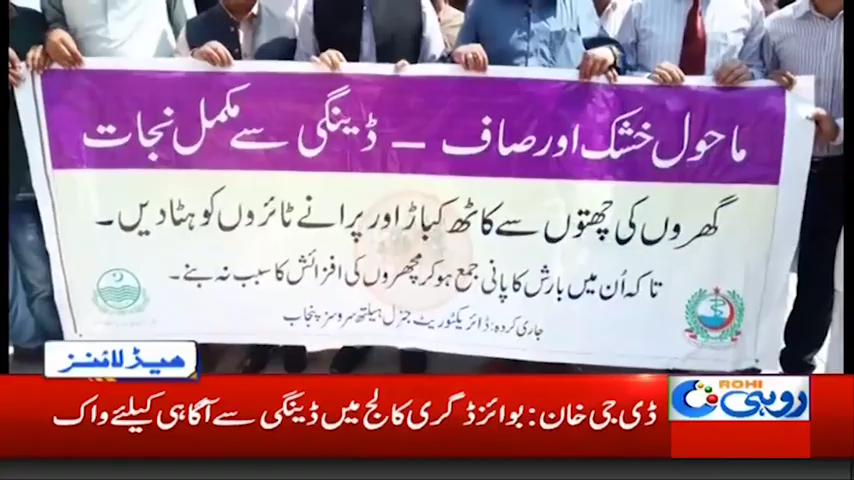 ماحول خشک اور صاف – ڈینگی سے مکمل نجات
گھروں کی چھتوں سے کاٹھ کباڑ اور پرانے ٹائروں کو ہٹا دیں۔
تاکہ اُن میں بارش کا پانی جمع ہو کر مچھروں کی افزائش کا سبب نہ بنے۔
جاری کردہ: ڈائریکٹوریٹ جنرل ہیلتھ سروسز پنجاب
ہیڈلائنز
ڈی جی خان: بوائز ڈگری کالج میں ڈینگی سے آگاہی کیلئے واک
ROHI
روہی